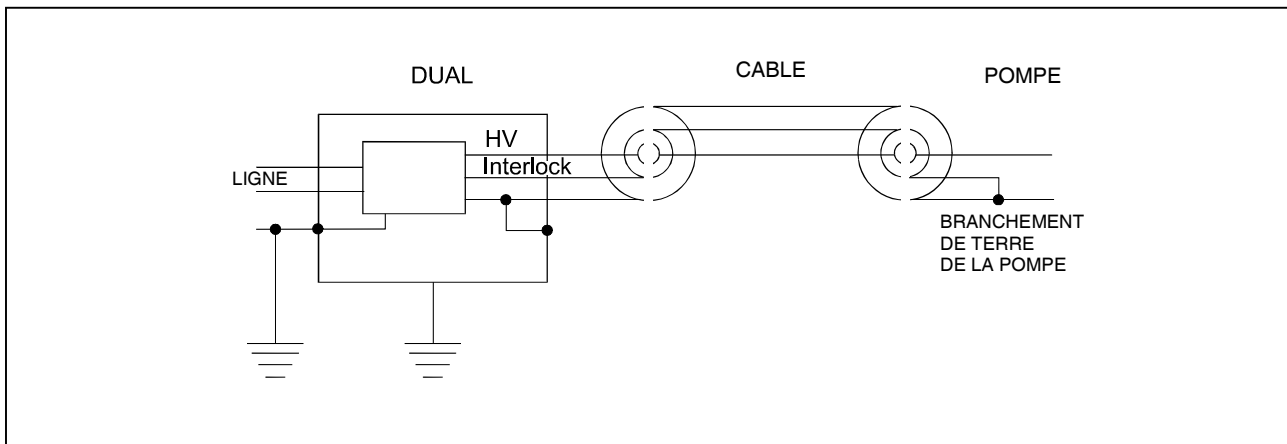 DUAL
CABLE
POMPE
HV
Interlock
LIGNE
BRANCHEMENT
DE TERRE
DE LA POMPE